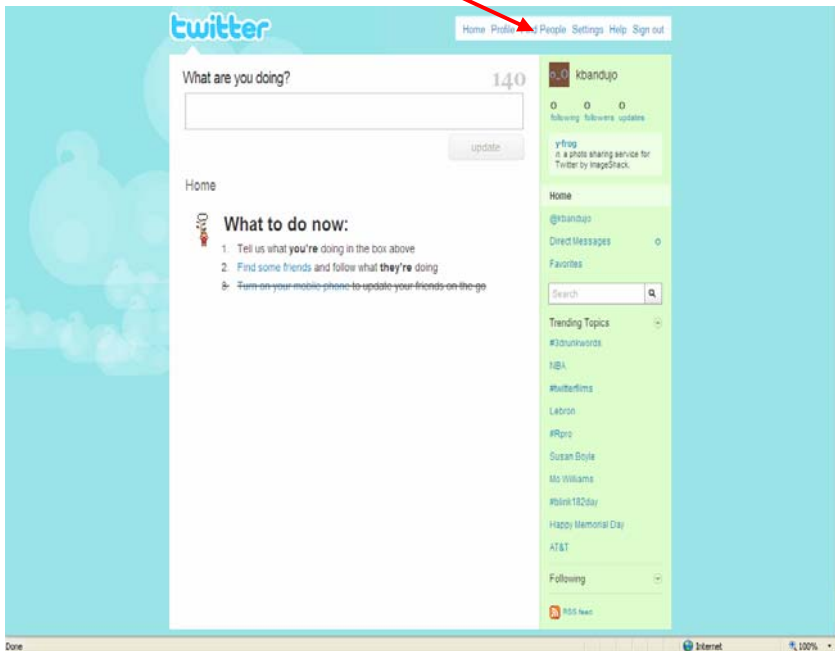 twitter
Home Profile Find People Settings Help Sign out
What are you doing?
140
update
Home
What to do now:
1. Tell us what you're doing in the box above
2. Find some friends and follow what they're doing
3. Turn on your mobile phone to update your friends on the go
o_O kbandujo
0 0 0
following followers updates
yfrog
n. a photo sharing service for
Twitter by ImageShack.
Home
@kbandujo
Direct Messages 0
Favorites
Search
Trending Topics
#3drunkwords
NBA
#twitterfilms
Lebron
#Rpro
Susan Boyle
Mo Williams
#blink182day
Happy Memorial Day
AT&T
Following
RSS feed
Done
Internet
100%